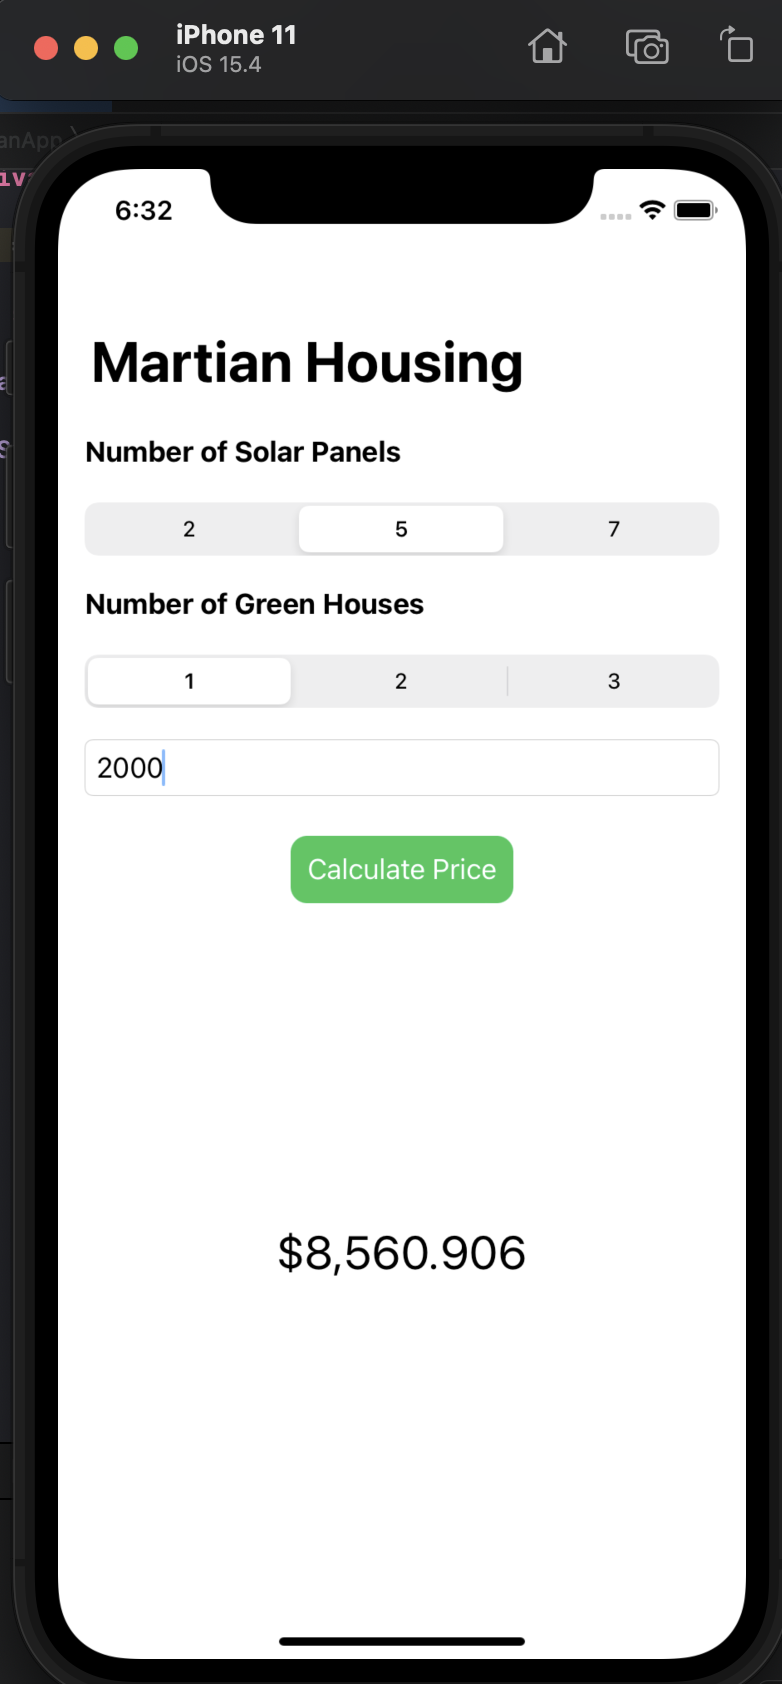 iPhone 11
iOS 15.4
anApp
iva
6:32
Martian Housing
Number of Solar Panels
2 5 7
Number of Green Houses
1 2 3
2000
Calculate Price
$8,560.906